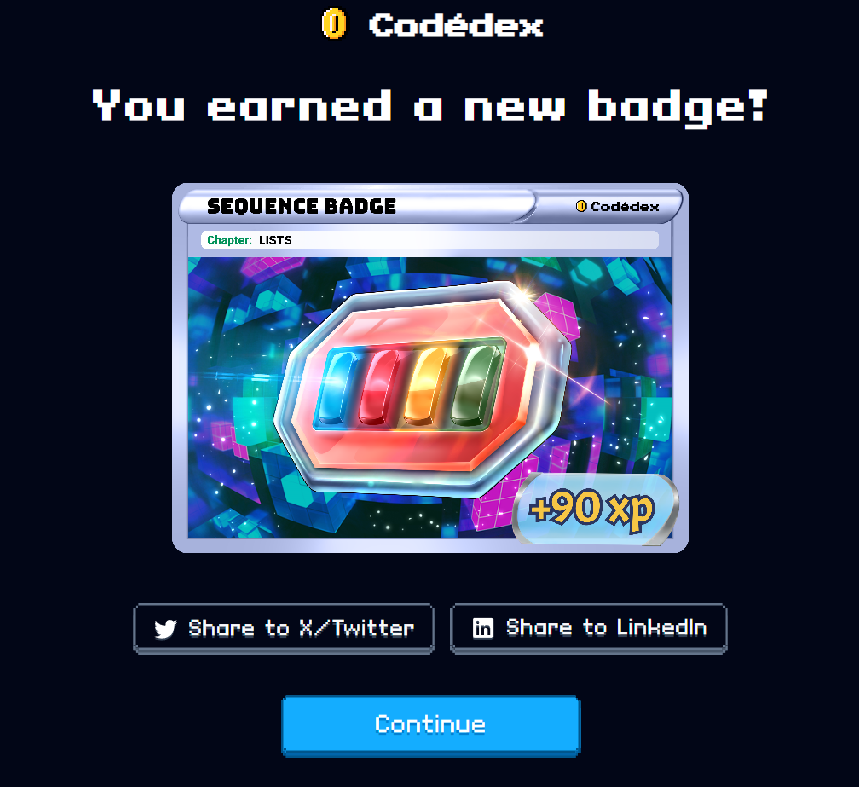 Codédex
You earned a new badge!
SEQUENCE BADGE
Codédex
Chapter: LISTS
+90 xp
Share to X/Twitter
in Share to LinkedIn
Continue